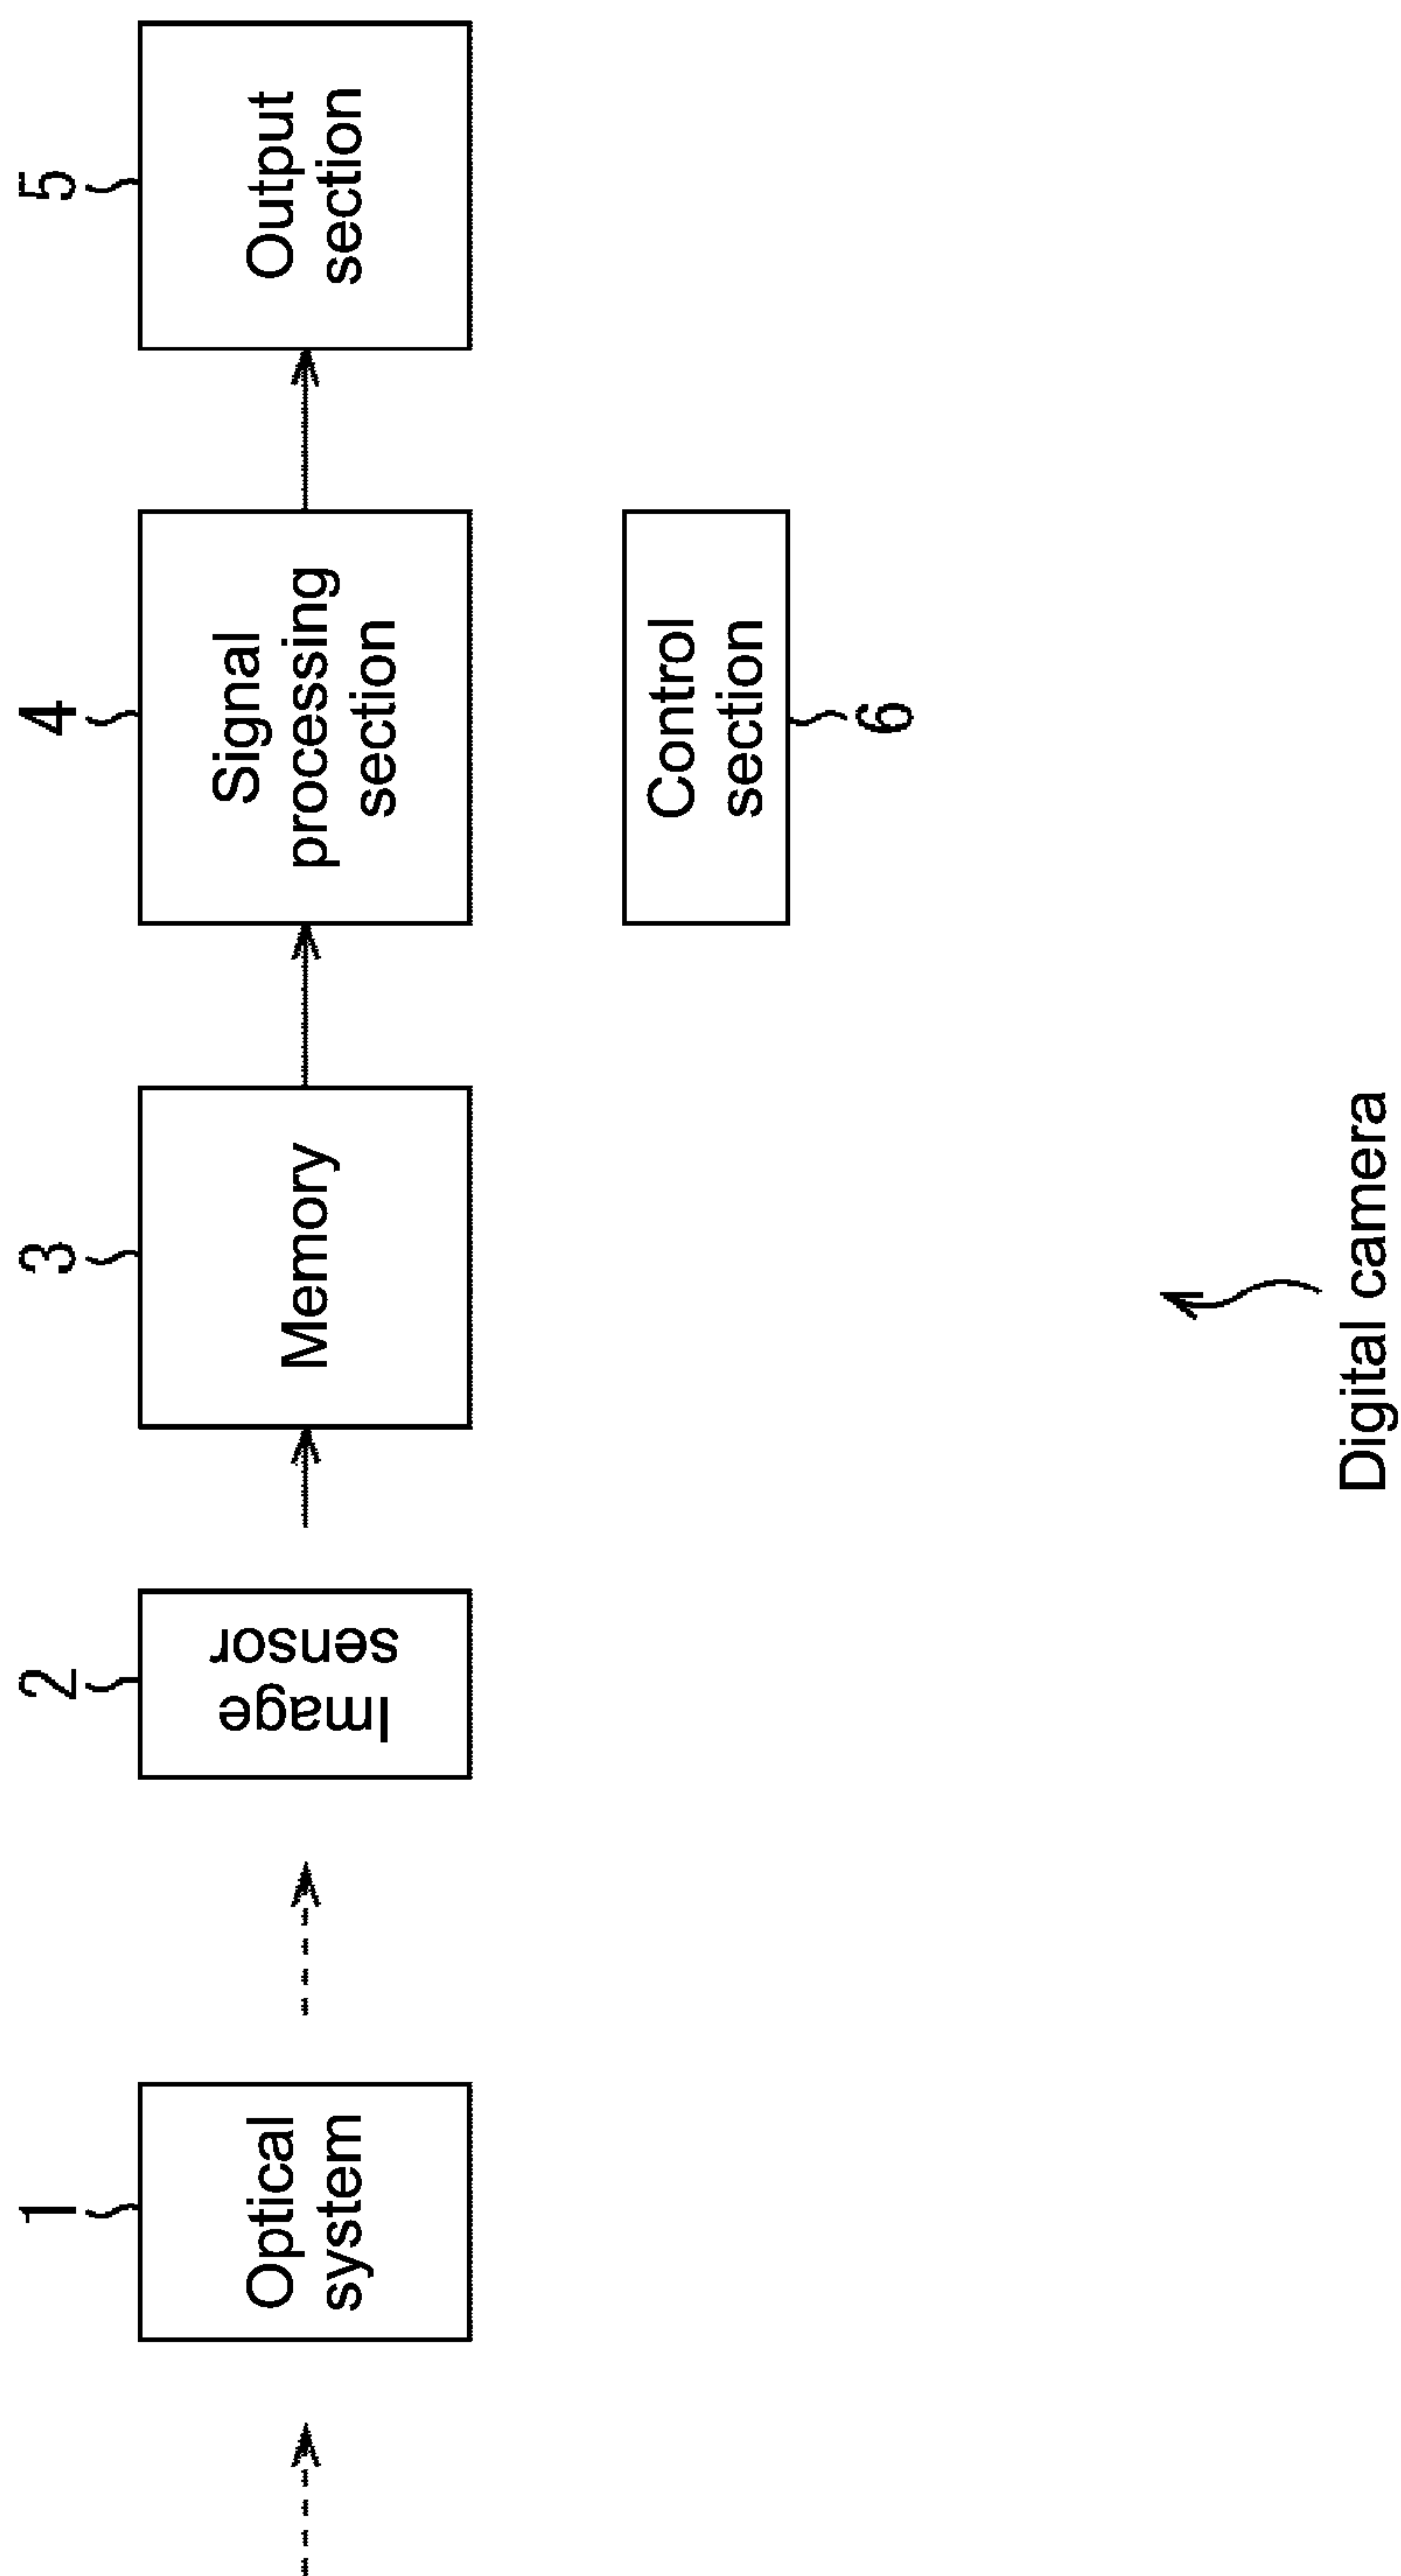 1
Optical
system
2
Image
sensor
3
Memory
4
Signal
processing
section
5
Output
section
Control
section
6
Digital camera